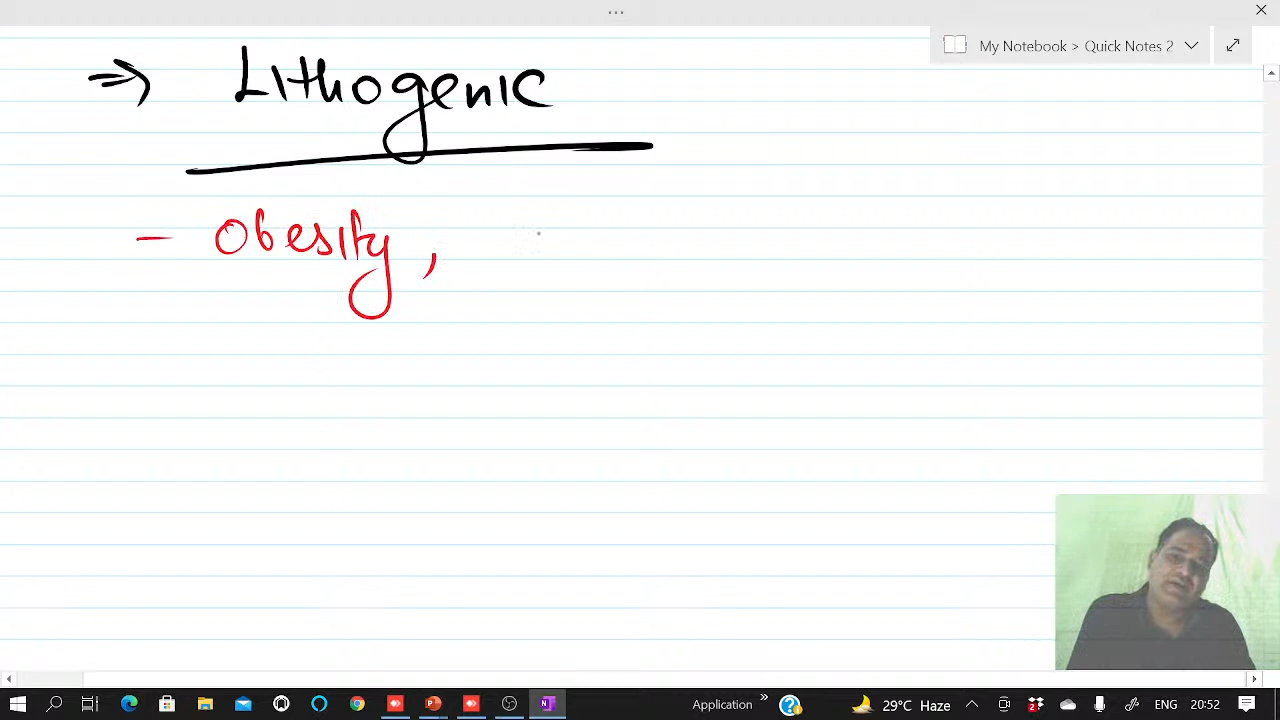 ...
My Notebook > Quick Notes 2
⇒ Lithogenic
- Obesity,
Application
29°C Haze
ENG
20:52